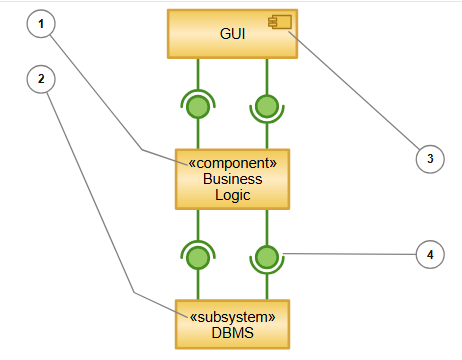 1
GUI
2
3
«component»
Business
Logic
4
«subsystem»
DBMS